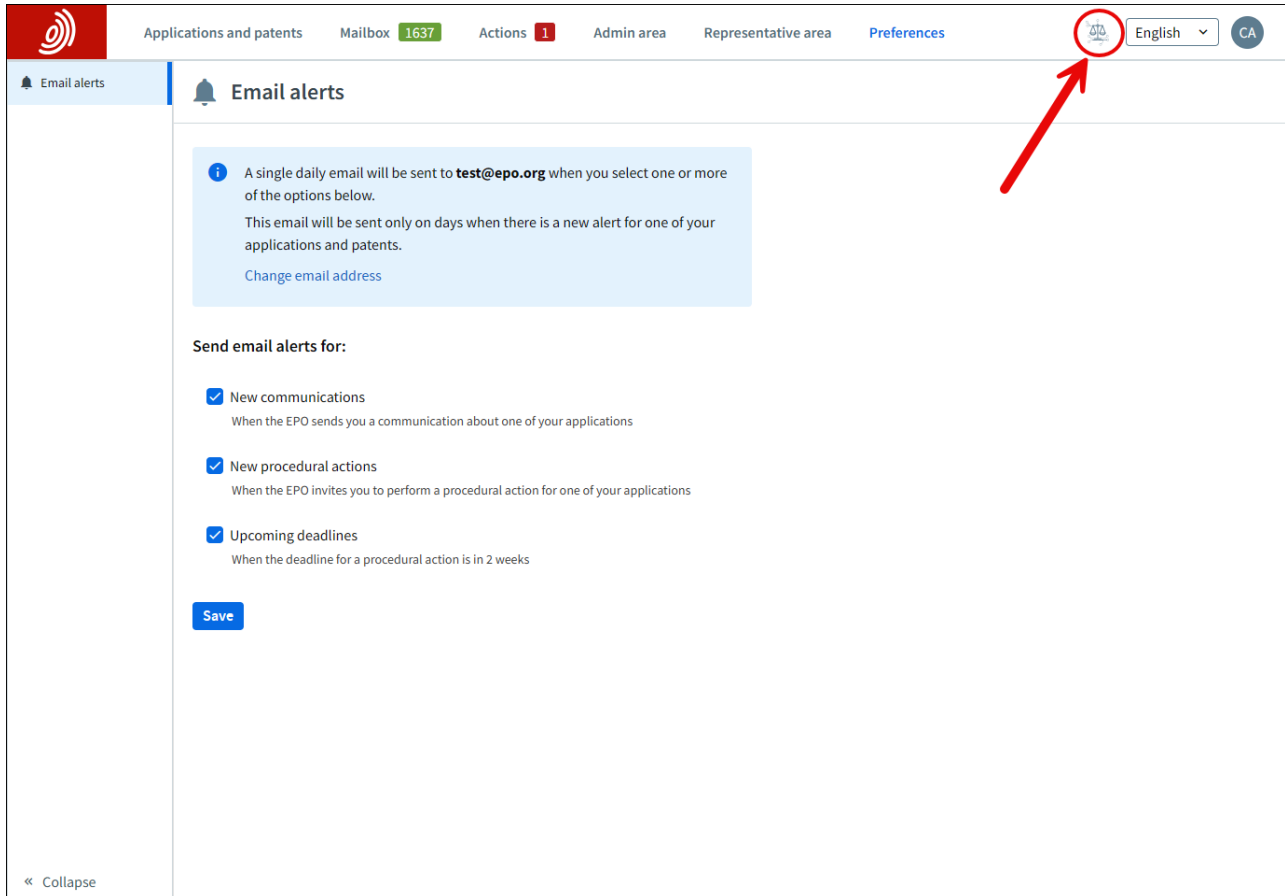 Applications and patents Mailbox 1637 Actions 1 Admin area Representative area Preferences English CA
Email alerts
Email alerts
A single daily email will be sent to test@epo.org when you select one or more
of the options below.
This email will be sent only on days when there is a new alert for one of your
applications and patents.
Change email address
Send email alerts for:
New communications
When the EPO sends you a communication about one of your applications
New procedural actions
When the EPO invites you to perform a procedural action for one of your applications
Upcoming deadlines
When the deadline for a procedural action is in 2 weeks
Save
« Collapse